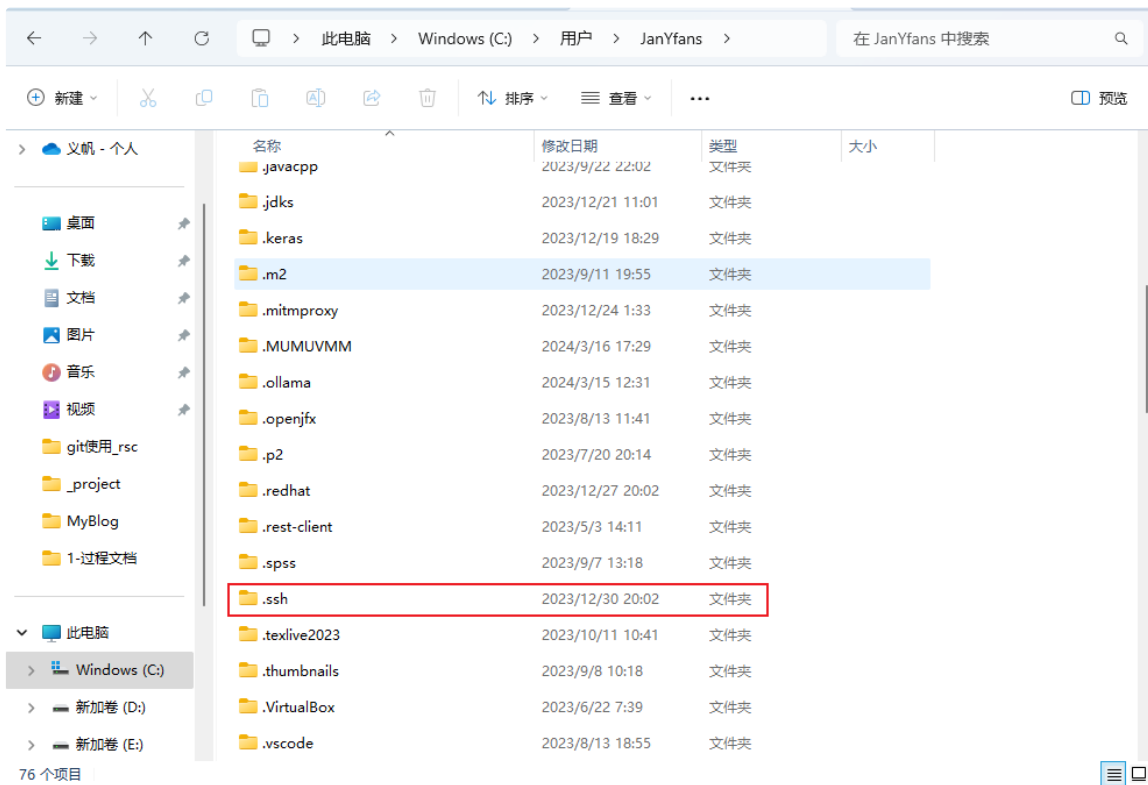 此电脑 > Windows (C:) > 用户 > JanYfans >
在 JanYfans 中搜索
新建
A
排序
查看
...
预览
义帆 - 个人
桌面
下载
文档
图片
音乐
视频
git使用_rsc
_project
MyBlog
1-过程文档
此电脑
Windows (C:)
新加卷 (D:)
新加卷 (E:)
名称 修改日期 类型 大小
.javacpp 2023/9/22 22:02 文件夹
.jdks 2023/12/21 11:01 文件夹
.keras 2023/12/19 18:29 文件夹
.m2 2023/9/11 19:55 文件夹
.mitmproxy 2023/12/24 1:33 文件夹
.MUMUVMM 2024/3/16 17:29 文件夹
.ollama 2024/3/15 12:31 文件夹
.openjfx 2023/8/13 11:41 文件夹
.p2 2023/7/20 20:14 文件夹
.redhat 2023/12/27 20:02 文件夹
.rest-client 2023/5/3 14:11 文件夹
.spss 2023/9/7 13:18 文件夹
.ssh 2023/12/30 20:02 文件夹
.texlive2023 2023/10/11 10:41 文件夹
.thumbnails 2023/9/8 10:18 文件夹
.VirtualBox 2023/6/22 7:39 文件夹
.vscode 2023/8/13 18:55 文件夹
76 个项目